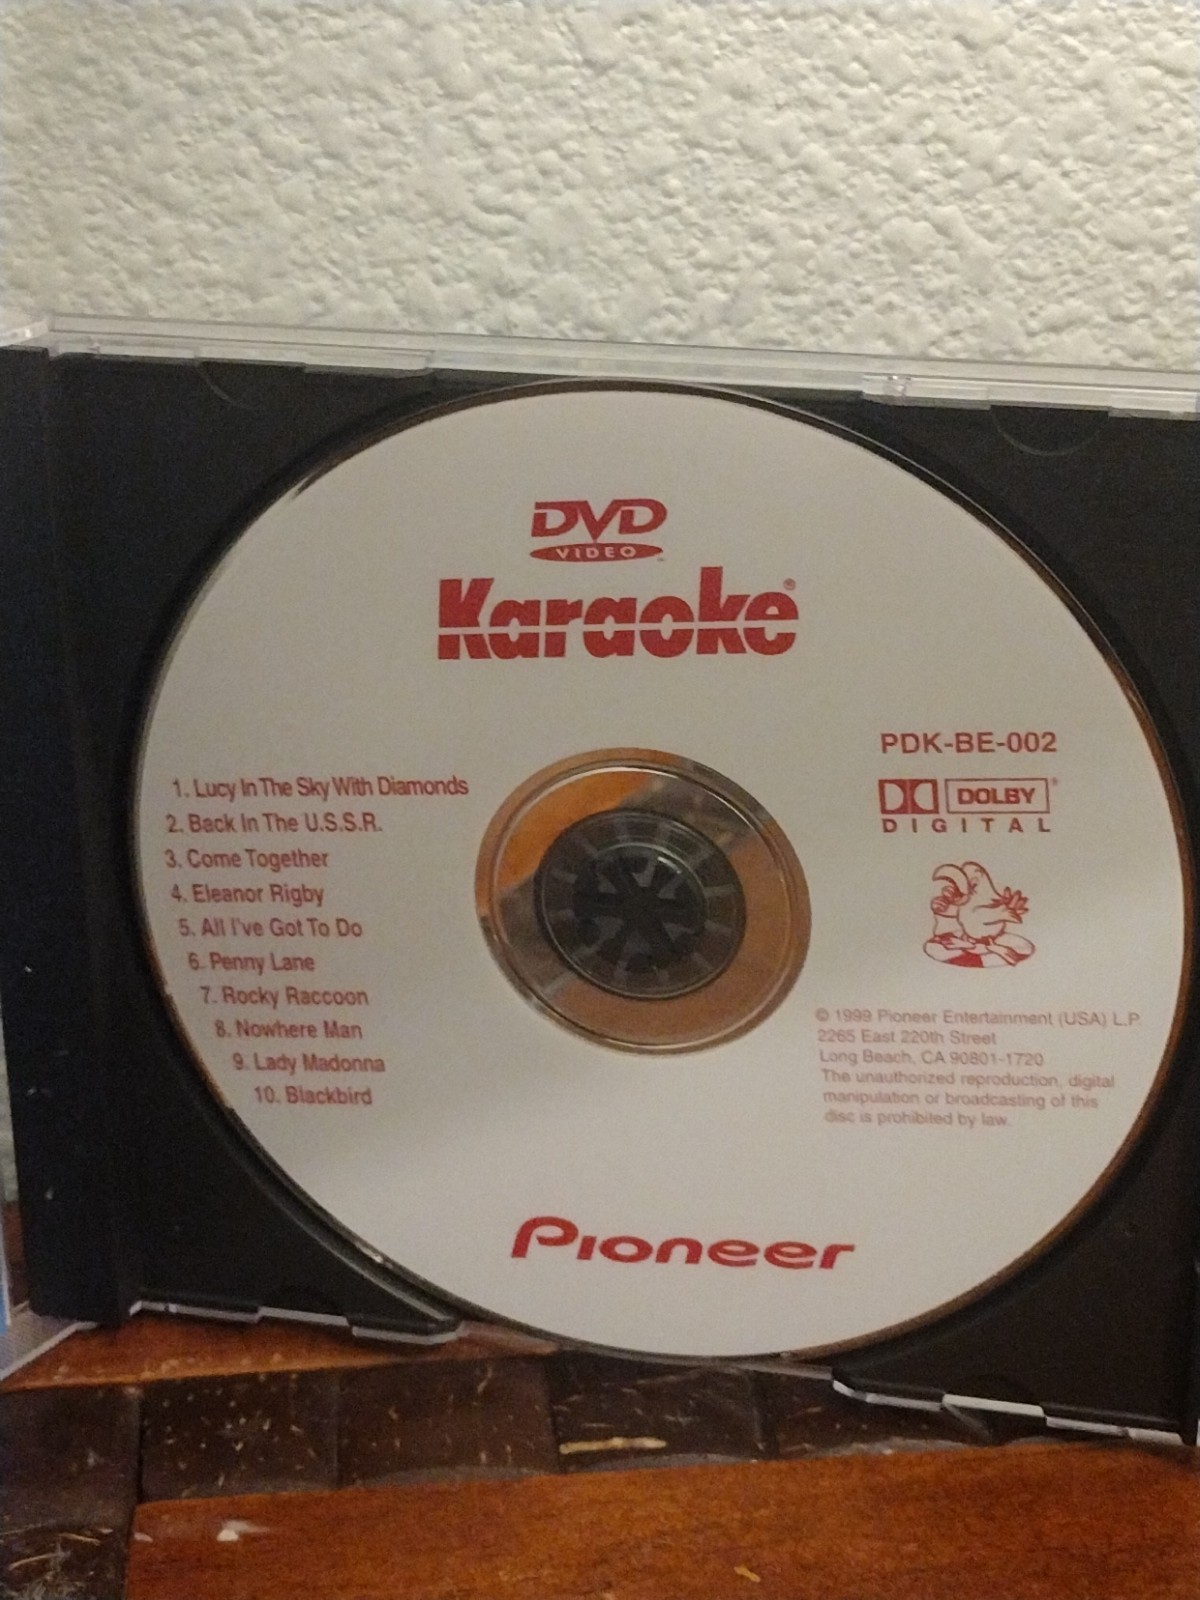 DVD
VIDEO
Karaoke®
PDK-BE-002
DOLBY®
DIGITAL
1. Lucy In The Sky With Diamonds
2. Back In The U.S.S.R.
3. Come Together
4. Eleanor Rigby
5. All I've Got To Do
6. Penny Lane
7. Rocky Raccoon
8. Nowhere Man
9. Lady Madonna
10. Blackbird
© 1999 Pioneer Entertainment (USA) L.P.
2265 East 220th Street
Long Beach, CA 90801-1720
The unauthorized reproduction, digital
manipulation or broadcasting of this
disc is prohibited by law.
Pioneer